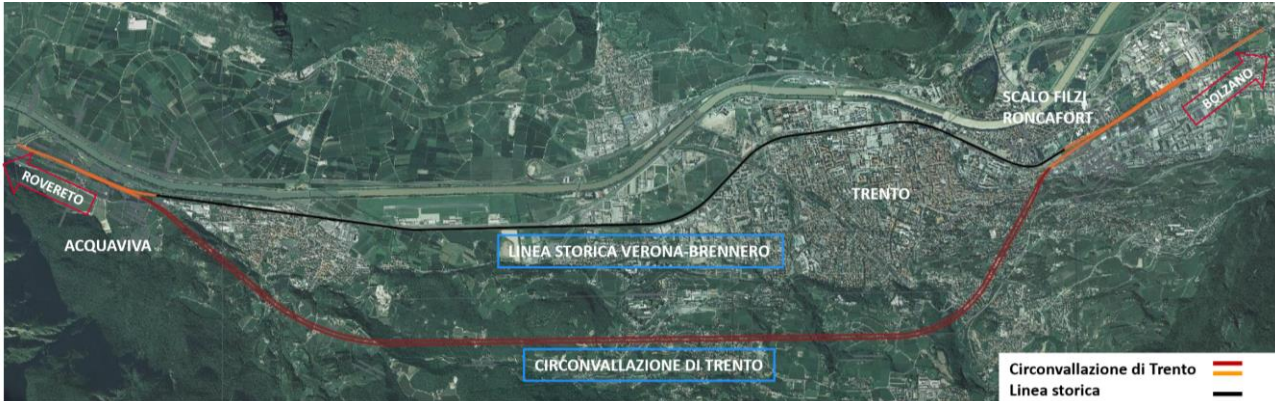 SCALO FILZI
RONCAFORT
BOLZANO
ROVERETO
TRENTO
ACQUAVIVA
LINEA STORICA VERONA-BRENNERO
CIRCONVALLAZIONE DI TRENTO
Circonvallazione di Trento
Linea storica